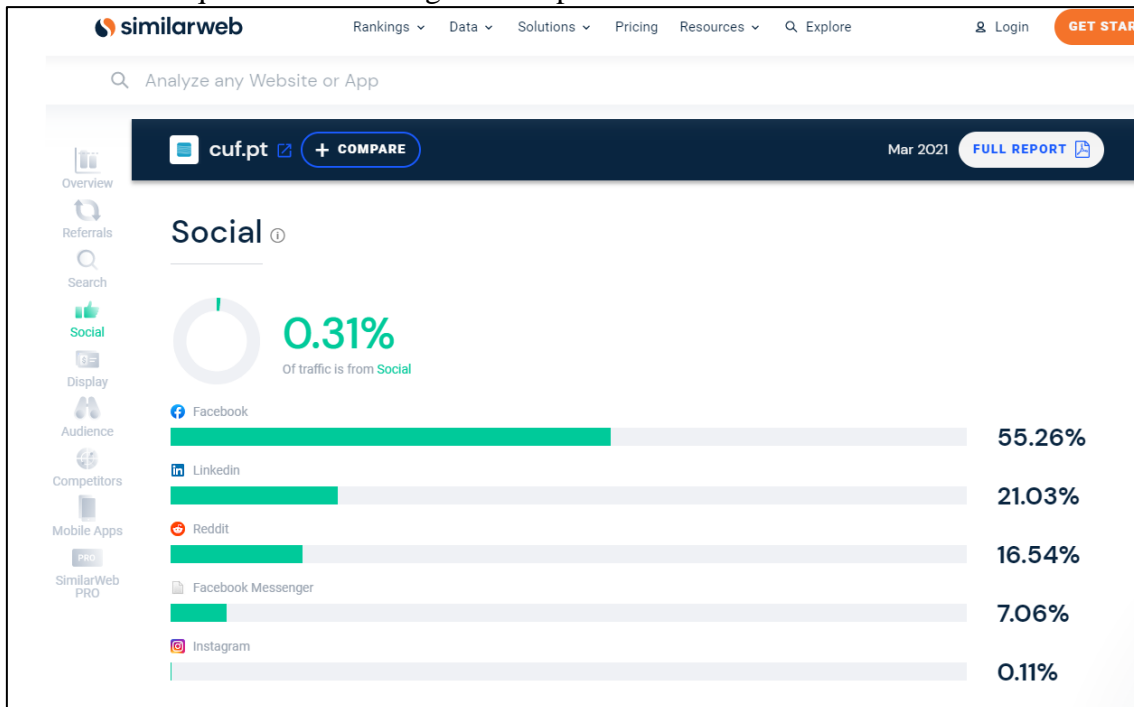 similarweb
Rankings Data Solutions Pricing Resources Explore Login GET STAR
Analyze any Website or App
cuf.pt + COMPARE Mar 2021 FULL REPORT
Overview
Referrals
Search
Social
Display
Audience
Competitors
Mobile Apps
PRO
SimilarWeb
PRO
Social
0.31%
Of traffic is from Social
Facebook
55.26%
Linkedin
21.03%
Reddit
16.54%
Facebook Messenger
7.06%
Instagram
0.11%